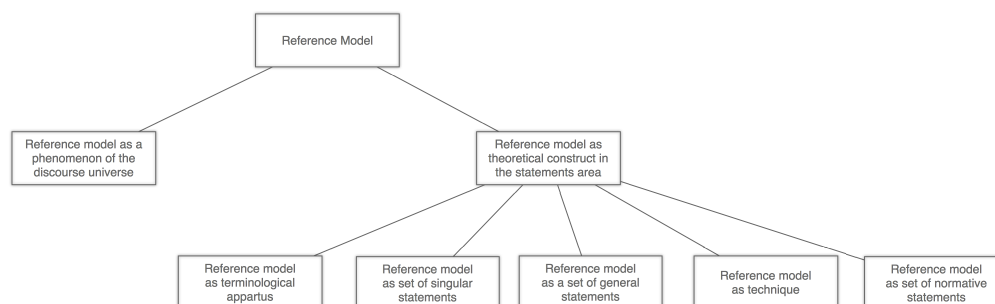 Reference Model
Reference model as a
phenomenon of the
discourse universe
Reference model as
theoretical construct in
the statements area
Reference model
as terminological
appartus
Reference model
as set of singular
statements
Reference model
as a set of general
statements
Reference model
as technique
Reference model
as set of normative
statements